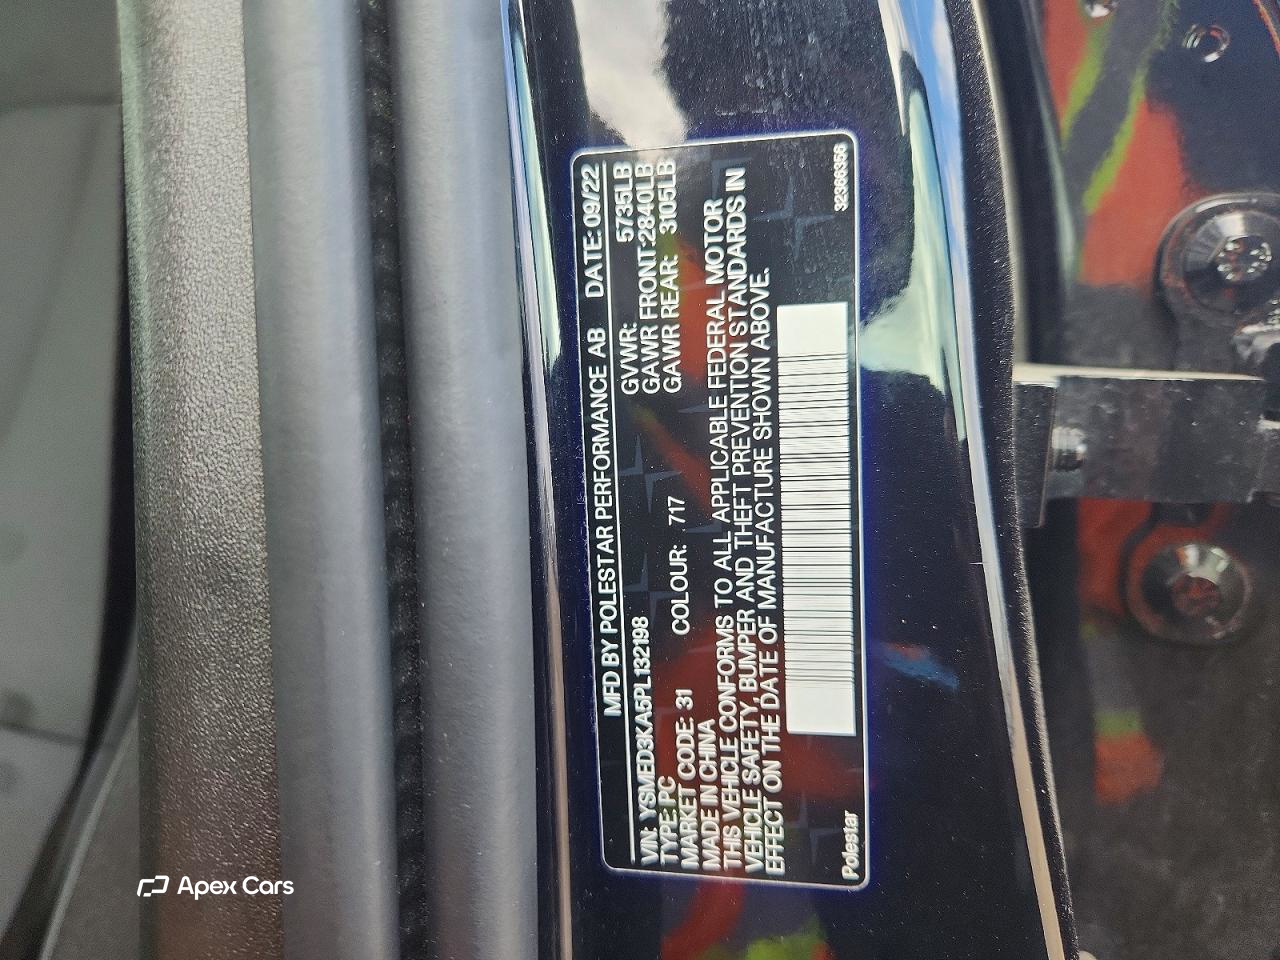 MFD BY POLESTAR PERFORMANCE AB DATE: 09/22
VIN: YSMED3KA5PL132198 GVWR: 5735LB
TYPE: PC GAWR FRONT: 2840LB
MARKET CODE: 31 COLOUR: 717 GAWR REAR: 3105LB
MADE IN CHINA
THIS VEHICLE CONFORMS TO ALL APPLICABLE FEDERAL MOTOR
VEHICLE SAFETY, BUMPER AND THEFT PREVENTION STANDARDS IN
EFFECT ON THE DATE OF MANUFACTURE SHOWN ABOVE.
Polestar 32366356
Apex Cars